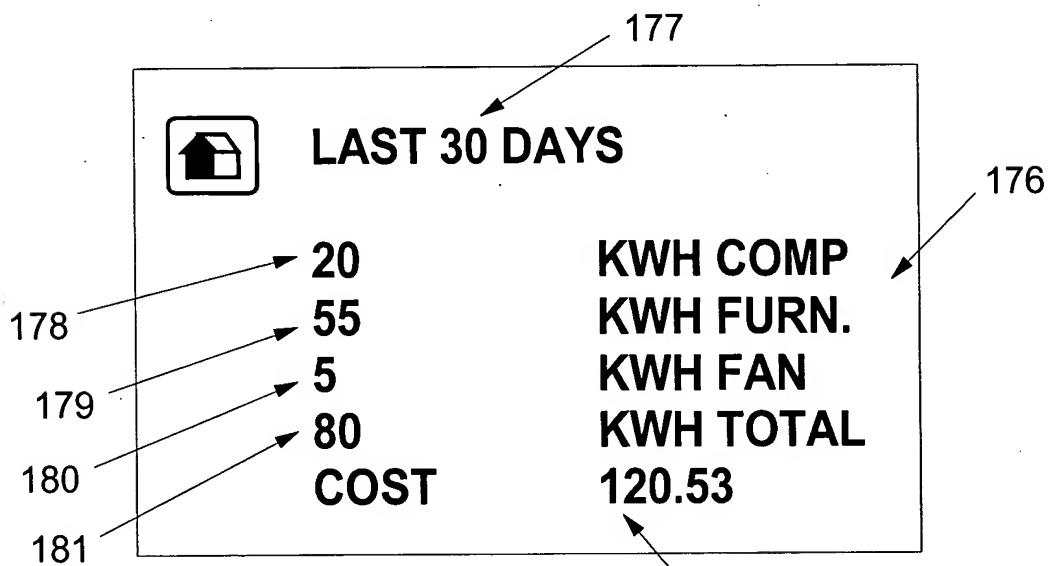 177
LAST 30 DAYS
176
20 KWH COMP
178
55 KWH FURN.
179
5 KWH FAN
180
80 KWH TOTAL
181
COST 120.53